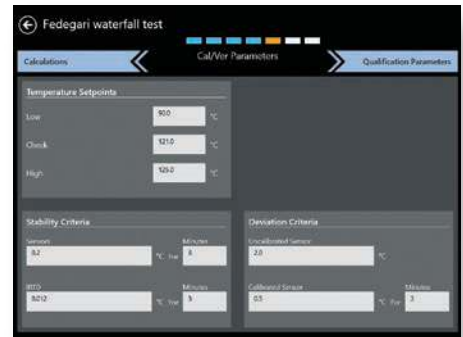 Fedegari waterfall test
Calculations
Cal/Ver Parameters
Qualification Parameters
Temperature Setpoints
Low
90.0
°C
Check
121.0
°C
High
°C
Stability Criteria
Sensors
0.2
°C For
Minutes
IRTD
0.012
°C For
Minutes
Deviation Criteria
Uncalibrated Sensor
2.0
°C
Calibrated Sensor
0.5
°C For
Minutes
3